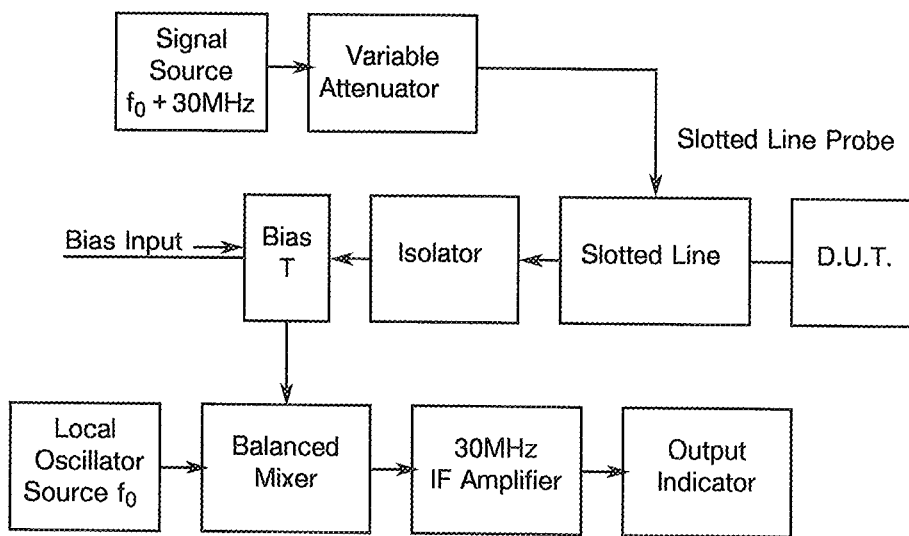 Signal
Source
f₀ + 30MHz
Variable
Attenuator
Slotted Line Probe
Bias Input
Bias
T
Isolator
Slotted Line
D.U.T.
Local
Oscillator
Source f₀
Balanced
Mixer
30MHz
IF Amplifier
Output
Indicator